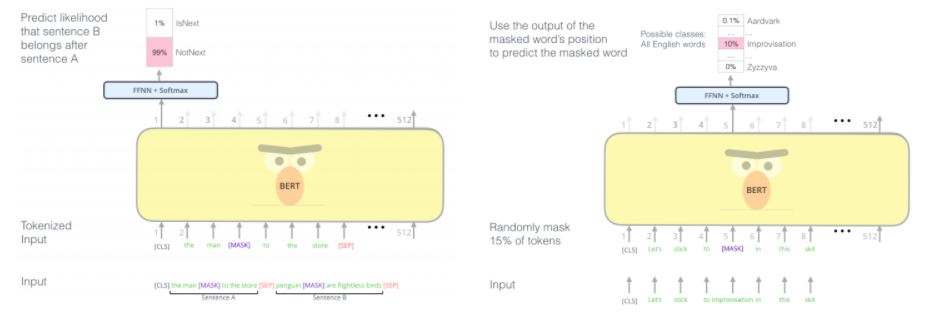 Predict likelihood
that sentence B
belongs after
sentence A
1% IsNext
99% NotNext
FFNN + Softmax
1 2 3 4 5 6 7 8 ••• 512
BERT
Tokenized
Input
1 2 ••• 512
[CLS] the man [MASK] to the store [SEP]
Input
[CLS] the man [MASK] to the store [SEP] penguin [MASK] are flightless birds [SEP]
Sentence A Sentence B
Use the output of the
masked word's position
to predict the masked word
Possible classes:
All English words
0.1% Aardvark
... ...
10% Improvisation
... ...
0% Zyzzyva
FFNN + Softmax
1 2 3 4 5 6 7 8 ••• 512
BERT
Randomly mask
15% of tokens
1 2 3 4 5 6 7 8 ••• 512
[CLS] Let's stick to [MASK] in this skit
Input
[CLS] Let's stick to improvisation in this skit